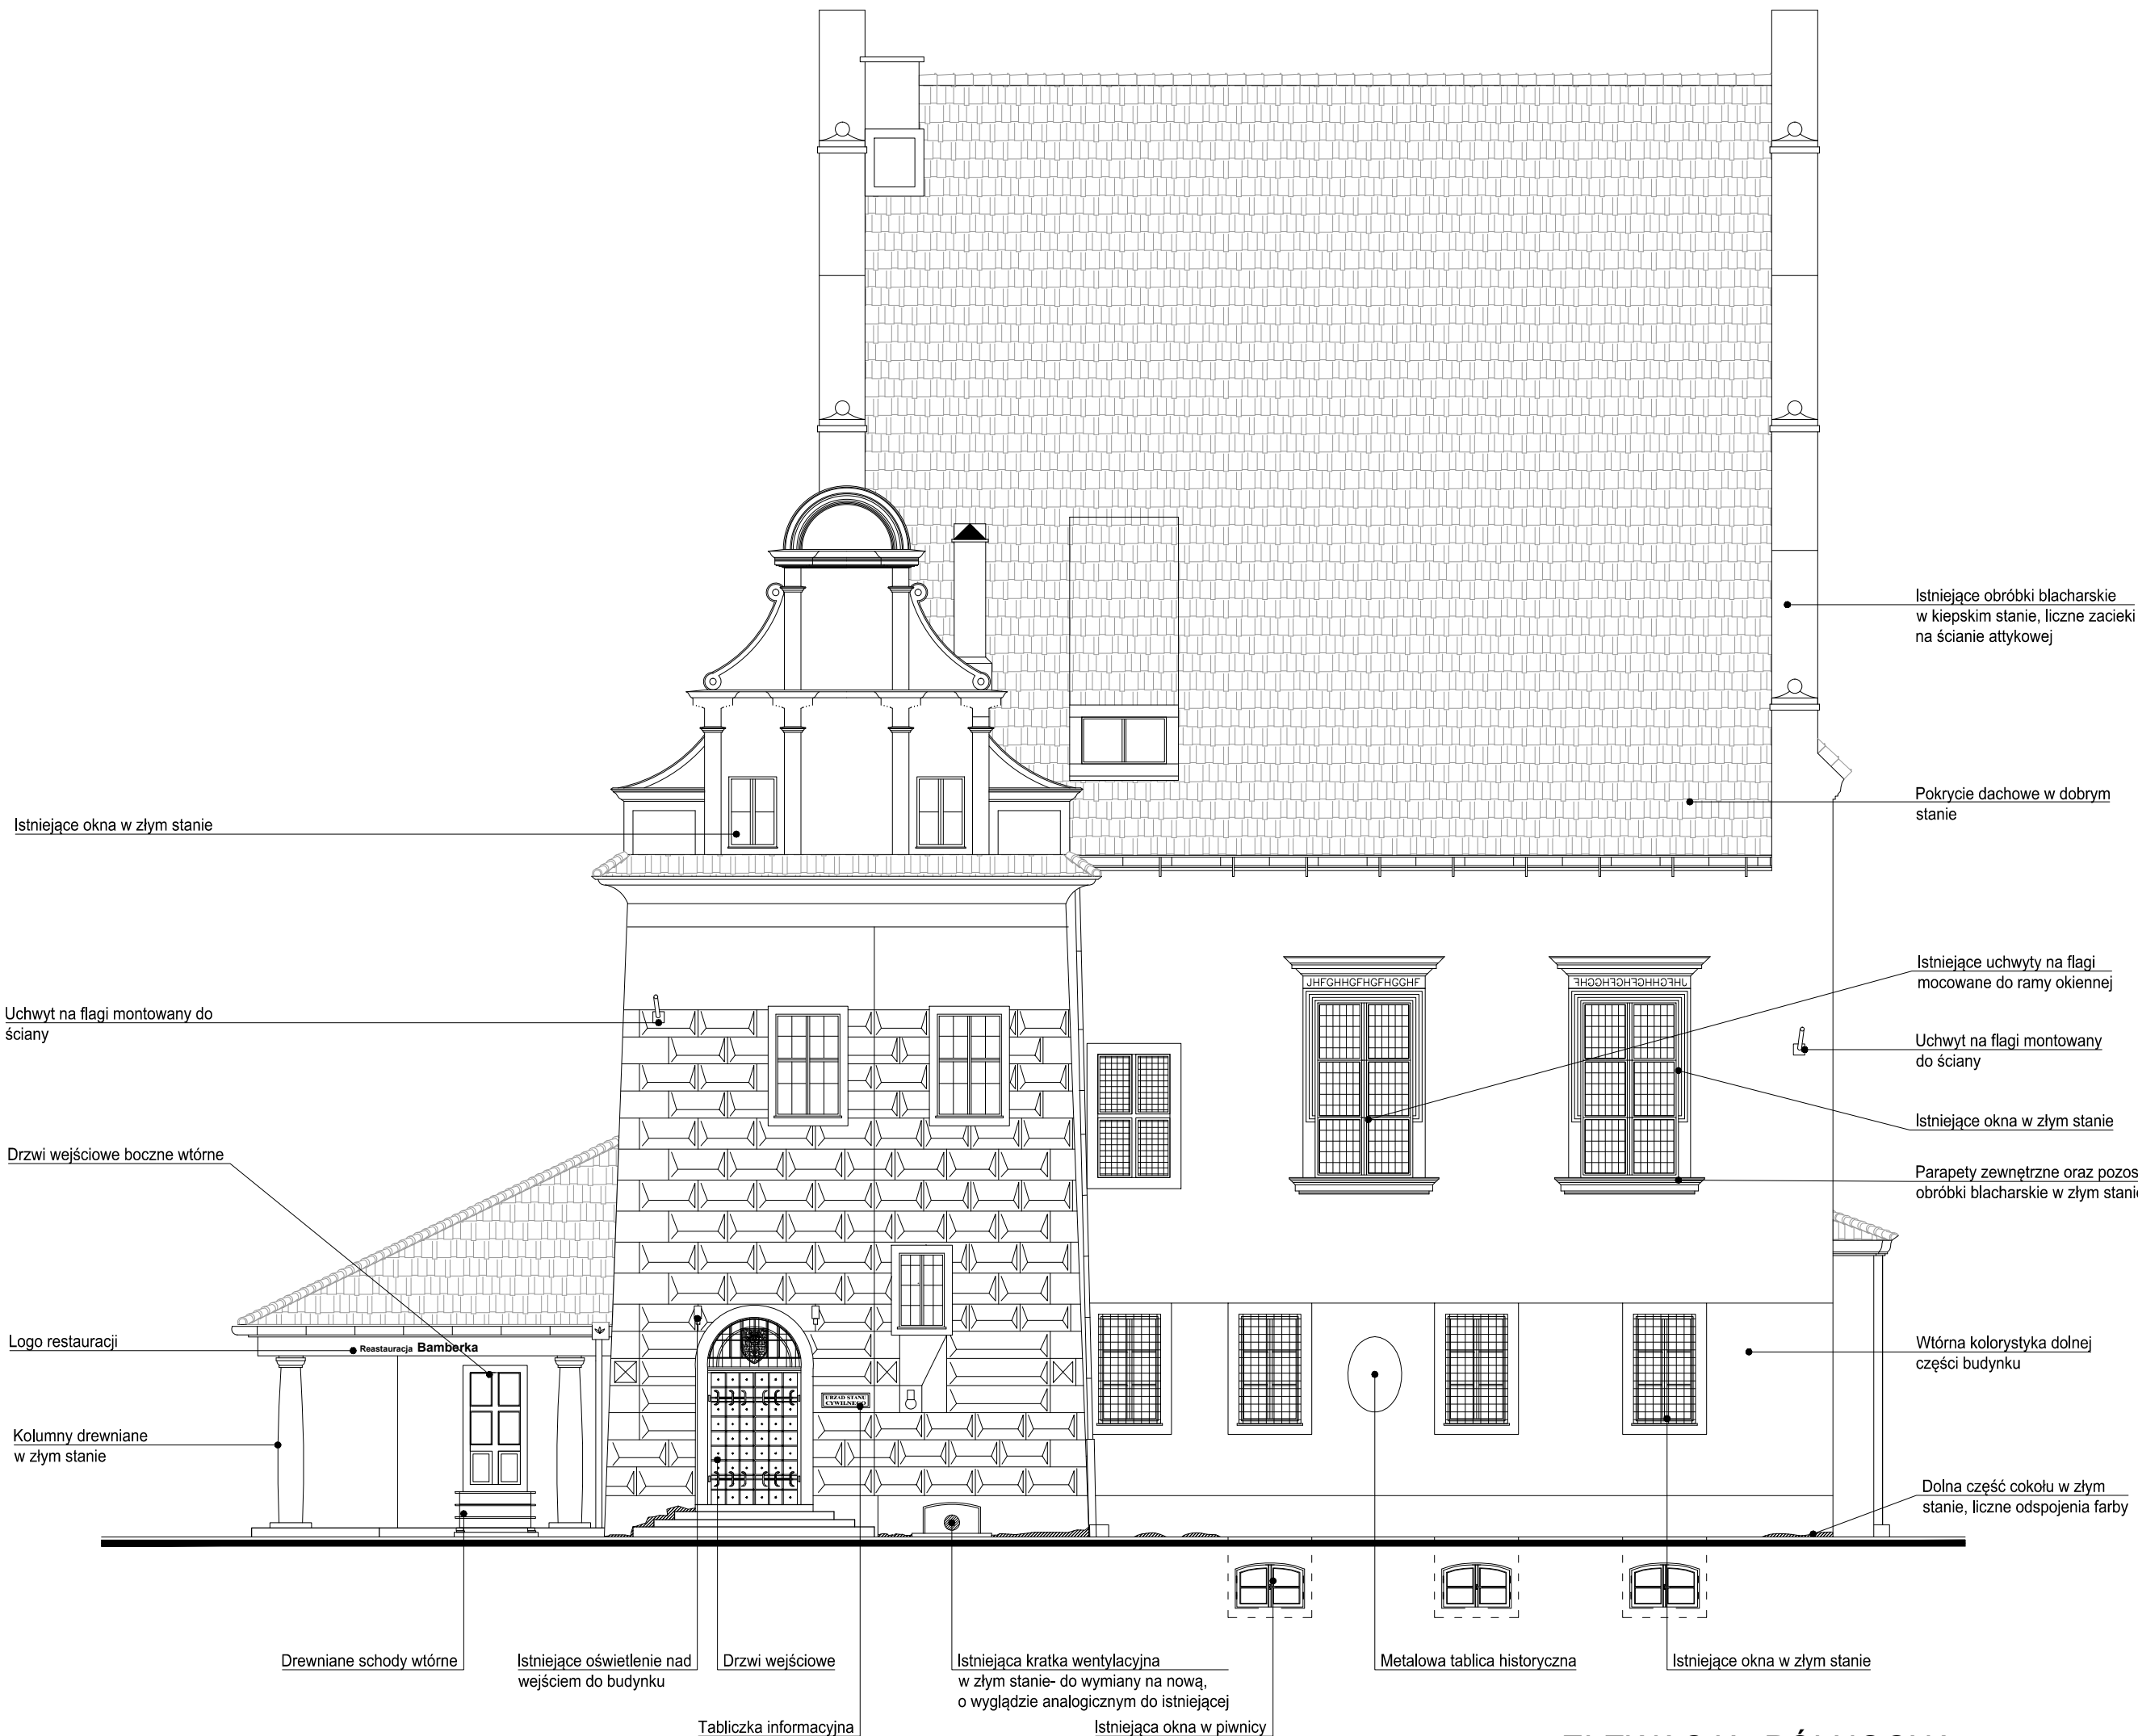 Istniejące obróbki blacharskie
w kiepskim stanie, liczne zacieki
na ścianie attykowej
Pokrycie dachowe w dobrym
stanie
Istniejące okna w złym stanie
JHFGHHGFHGFHGGHF
JHFGHHGFHGFHGGHF
Istniejące uchwyty na flagi
mocowane do ramy okiennej
Uchwyt na flagi montowany do
ściany
Uchwyt na flagi montowany
do ściany
Istniejące okna w złym stanie
Drzwi wejściowe boczne wtórne
Parapety zewnętrzne oraz
obróbki blacharskie w złym
Logo restauracji
Reastauracja Bamberka
Wtórna kolorystyka dolnej
części budynku
URZAD STANU
CYWILNEGO
Kolumny drewniane
w złym stanie
Dolna część cokołu w złym
stanie, liczne odspojenia farby
Drewniane schody wtórne
Istniejące oświetlenie nad
wejściem do budynku
Drzwi wejściowe
Istniejąca kratka wentylacyjna
w złym stanie- do wymiany na nową,
o wyglądzie analogicznym do istniejącej
Metalowa tablica historyczna
Istniejące okna w złym stanie
Tabliczka informacyjna
Istniejąca okna w piwnicy